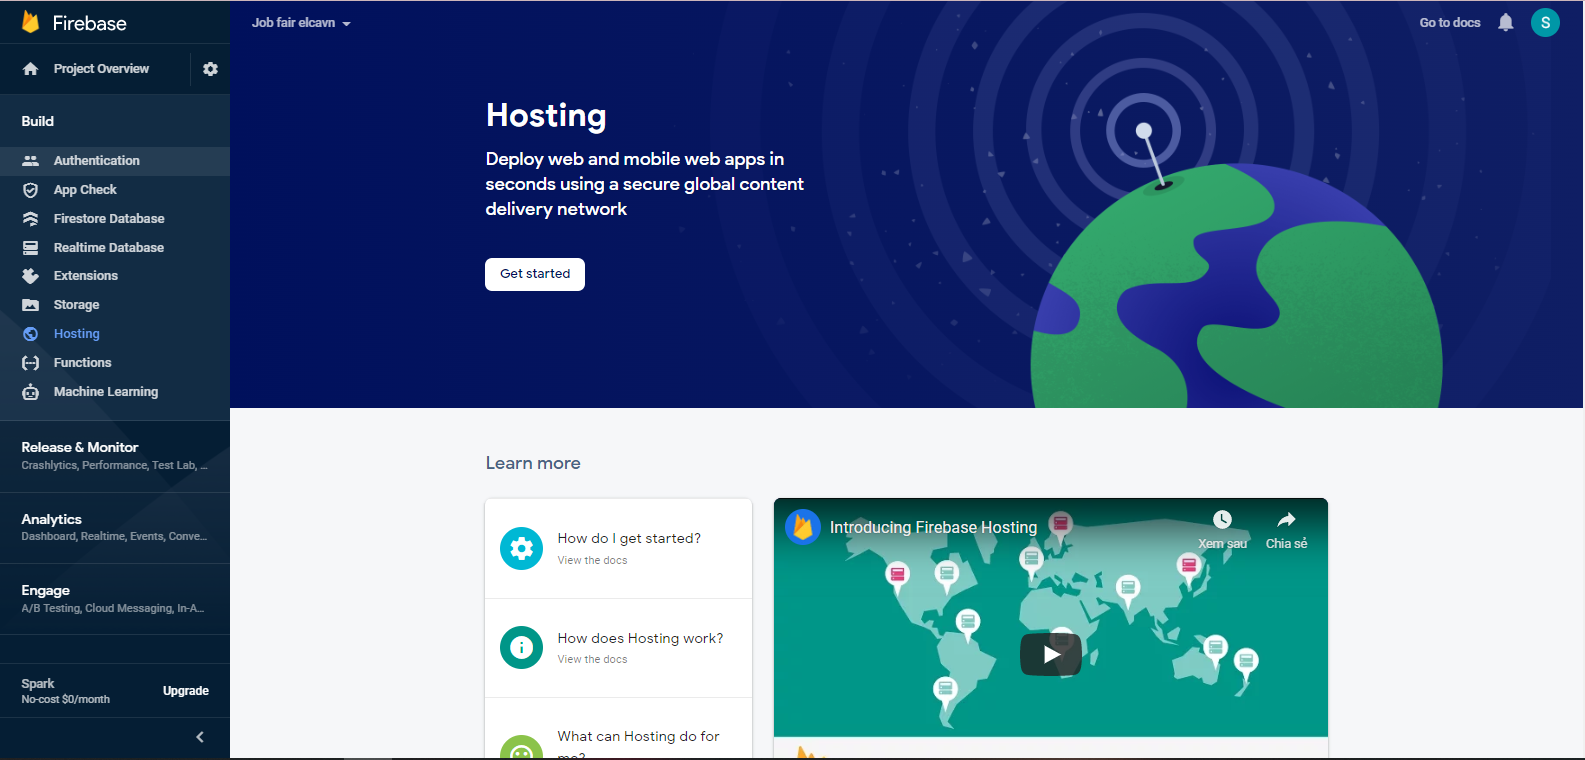 Firebase
Job fair elcavn
Go to docs
S
Project Overview
Build
Authentication
App Check
Firestore Database
Realtime Database
Extensions
Storage
Hosting
Functions
Machine Learning
Release & Monitor
Crashlytics, Performance, Test Lab, ...
Analytics
Dashboard, Realtime, Events, Conve...
Engage
A/B Testing, Cloud Messaging, In-A...
Spark
No-cost $0/month
Upgrade
Hosting
Deploy web and mobile web apps in
seconds using a secure global content
delivery network
Get started
Learn more
How do I get started?
View the docs
How does Hosting work?
View the docs
What can Hosting do for
me?
Introducing Firebase Hosting
Xem sau
Chia sẻ